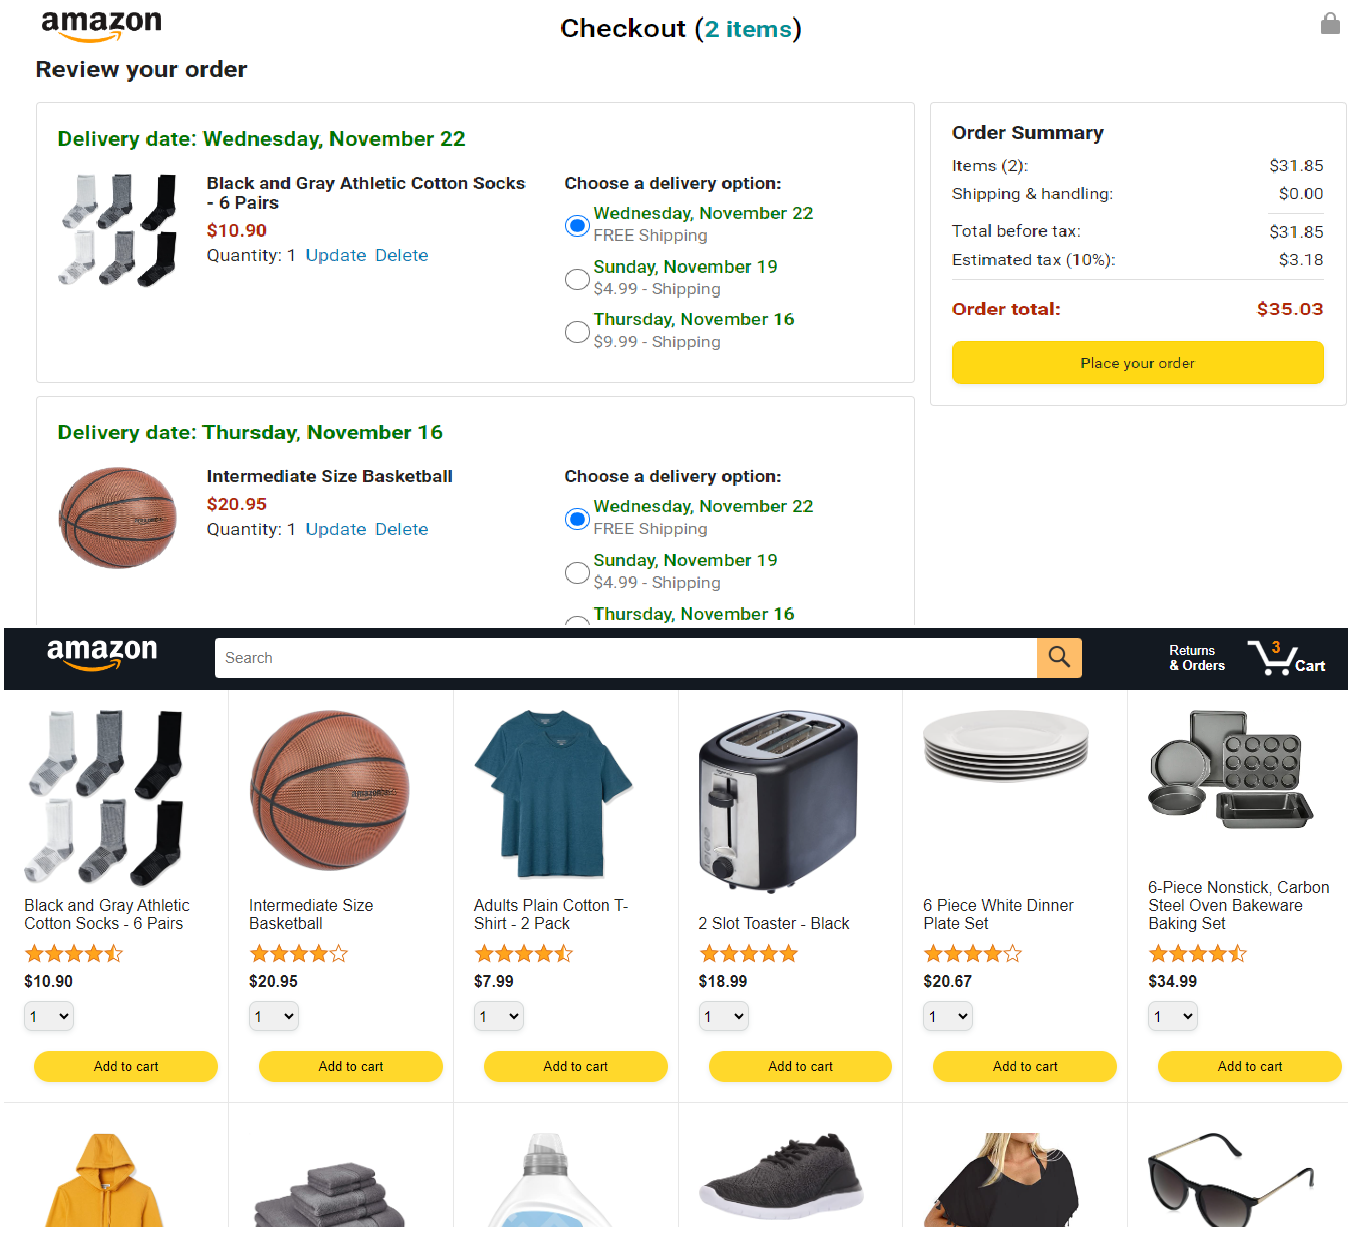 amazon
Checkout (2 items)
Review your order
Delivery date: Wednesday, November 22
Black and Gray Athletic Cotton Socks
- 6 Pairs
$10.90
Quantity: 1 Update Delete
Choose a delivery option:
Wednesday, November 22
FREE Shipping
Sunday, November 19
$4.99 - Shipping
Thursday, November 16
$9.99 - Shipping
Order Summary
Items (2): $31.85
Shipping & handling: $0.00
Total before tax: $31.85
Estimated tax (10%): $3.18
Order total: $35.03
Place your order
Delivery date: Thursday, November 16
Intermediate Size Basketball
$20.95
Quantity: 1 Update Delete
Choose a delivery option:
Wednesday, November 22
FREE Shipping
Sunday, November 19
$4.99 - Shipping
Thursday, November 16
amazon
Search
Returns
& Orders
3
Cart
Black and Gray Athletic
Cotton Socks - 6 Pairs
$10.90
1
Add to cart
Intermediate Size
Basketball
$20.95
1
Add to cart
Adults Plain Cotton T-
Shirt - 2 Pack
$7.99
1
Add to cart
2 Slot Toaster - Black
$18.99
1
Add to cart
6 Piece White Dinner
Plate Set
$20.67
1
Add to cart
6-Piece Nonstick, Carbon
Steel Oven Bakeware
Baking Set
$34.99
1
Add to cart